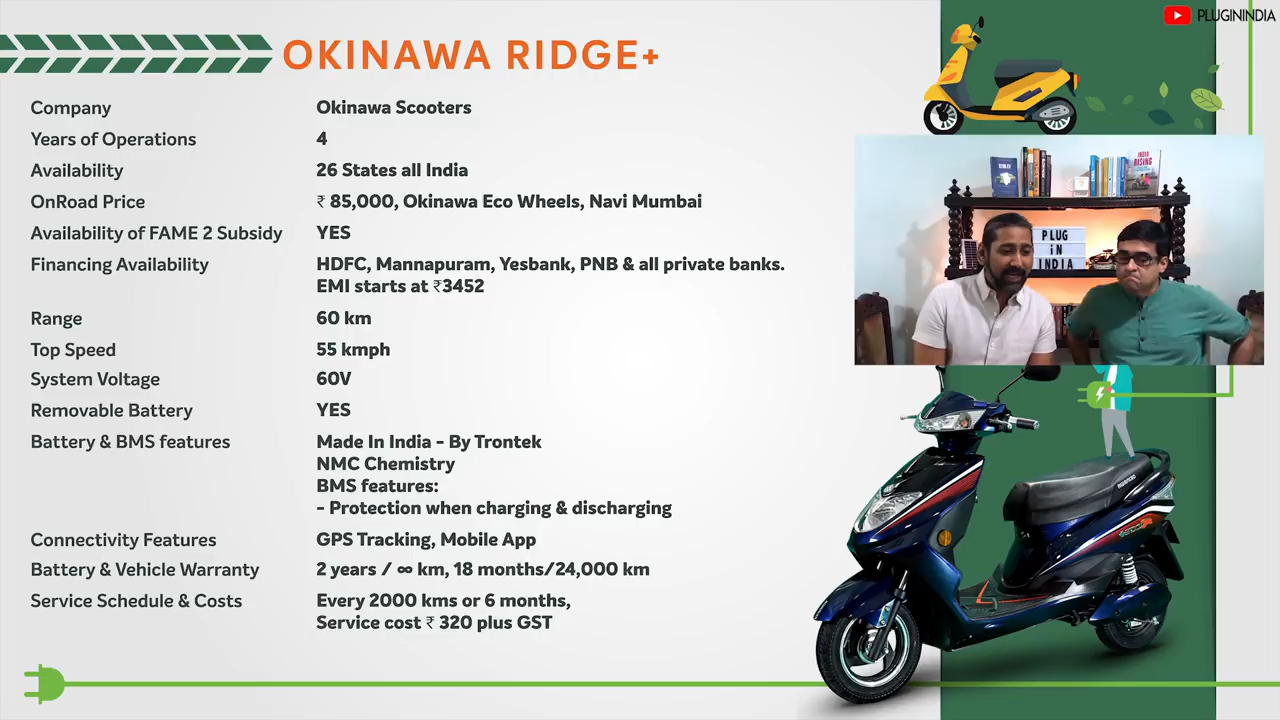 PLUGININDIA
OKINAWA RIDGE+
Company Okinawa Scooters
Years of Operations 4
Availability 26 States all India
OnRoad Price ₹ 85,000, Okinawa Eco Wheels, Navi Mumbai
Availability of FAME 2 Subsidy YES
Financing Availability HDFC, Mannapuram, Yesbank, PNB & all private banks.
EMI starts at ₹3452
Range 60 km
Top Speed 55 kmph
System Voltage 60V
Removable Battery YES
Battery & BMS features Made In India - By Trontek
NMC Chemistry
BMS features:
- Protection when charging & discharging
Connectivity Features GPS Tracking, Mobile App
Battery & Vehicle Warranty 2 years / ∞ km, 18 months/24,000 km
Service Schedule & Costs Every 2000 kms or 6 months,
Service cost ₹ 320 plus GST
INDIA
RISING
PLUG
iN
INDIA